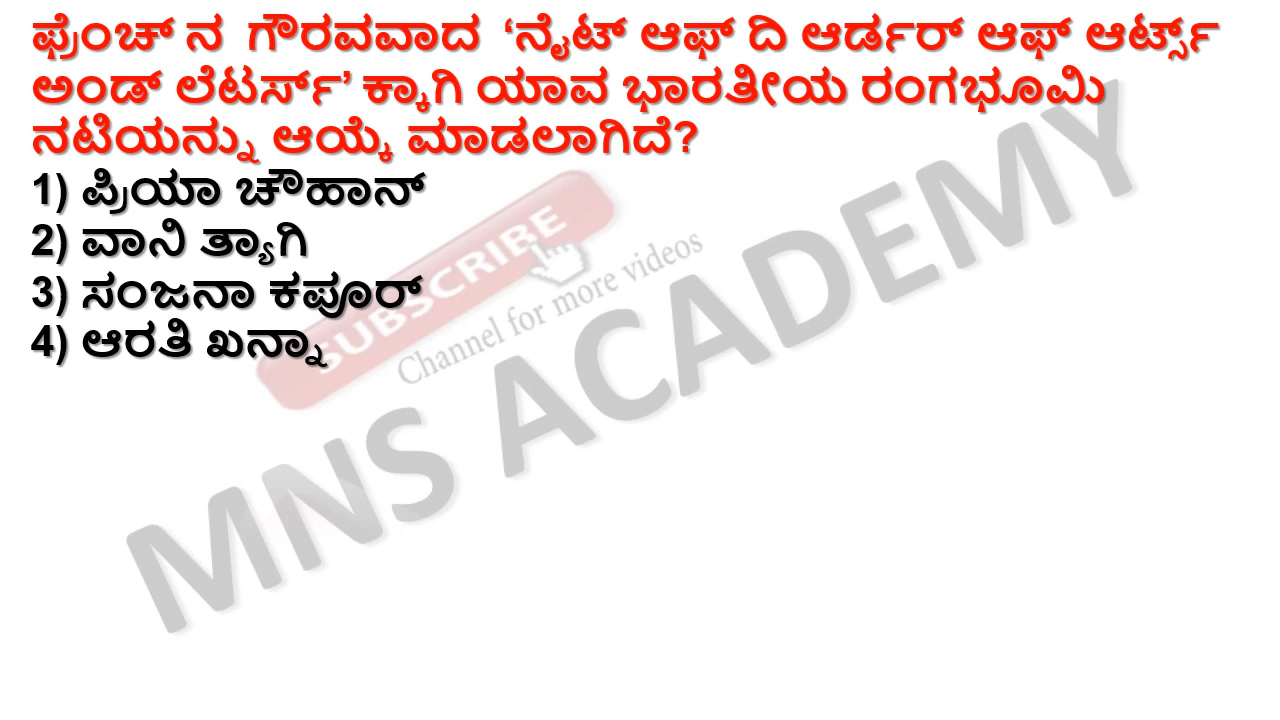 ಫ್ರೆಂಚ್ ನ ಗೌರವವಾದ ‘ನೈಟ್ ಆಫ್ ದಿ ಆರ್ಡರ್ ಆಫ್ ಆರ್ಟ್ಸ್
ಅಂಡ್ ಲೆಟರ್ಸ್’ ಕ್ಕಾಗಿ ಯಾವ ಭಾರತೀಯ ರಂಗಭೂಮಿ
ನಟಿಯನ್ನು ಆಯ್ಕೆ ಮಾಡಲಾಗಿದೆ?
1) ಪ್ರಿಯಾ ಚೌಹಾನ್
2) ವಾನಿ ತ್ಯಾಗಿ
3) ಸಂಜನಾ ಕಪೂರ್
4) ಆರತಿ ಖನ್ನಾ
SUBSCRIBE
Channel for more videos
MNS ACADEMY